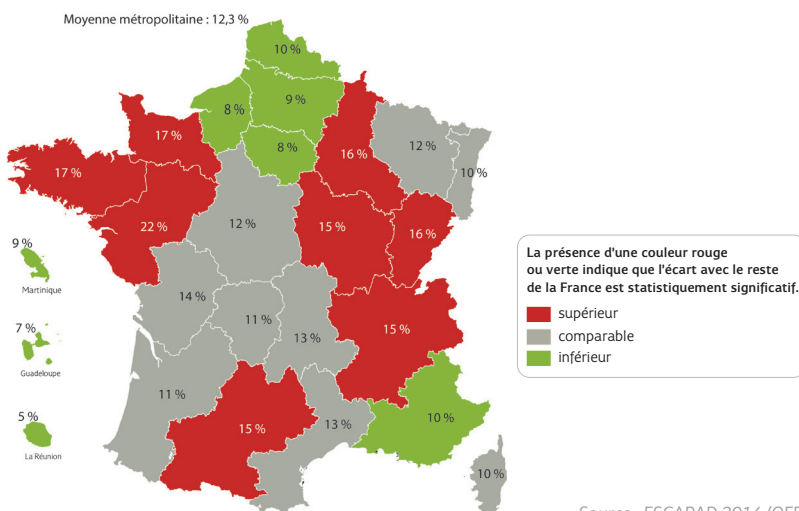 Moyenne métropolitaine : 12,3 %
10 %
9 %
8 %
8 %
17 %
16 %
12 %
10 %
17 %
22 %
12 %
15 %
16 %
9 %
Martinique
14 %
11 %
13 %
15 %
7 %
Guadeloupe
11 %
15 %
13 %
10 %
5 %
La Réunion
10 %
La présence d'une couleur rouge
ou verte indique que l'écart avec le reste
de la France est statistiquement significatif.
supérieur
comparable
inférieur
ESCAPAD 2014